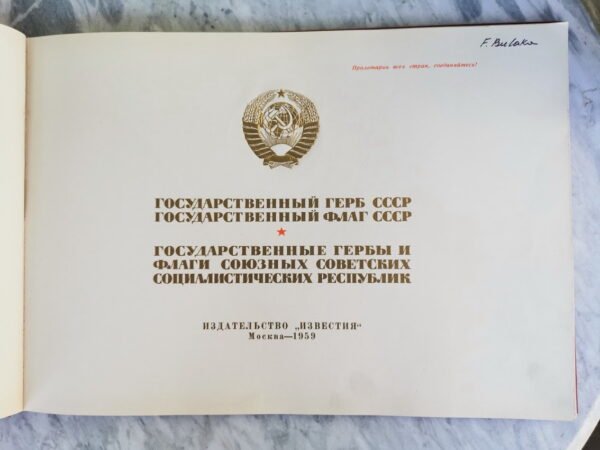 F.
Пролетарии всех стран, соединяйтесь!
ГОСУДАРСТВЕННЫЙ ГЕРБ СССР
ГОСУДАРСТВЕННЫЙ ФЛАГ СССР
ГОСУДАРСТВЕННЫЕ ГЕРБЫ И
ФЛАГИ СОЮЗНЫХ СОВЕТСКИХ
СОЦИАЛИСТИЧЕСКИХ РЕСПУБЛИК
ИЗДАТЕЛЬСТВО „ИЗВЕСТИЯ“
Москва—1959